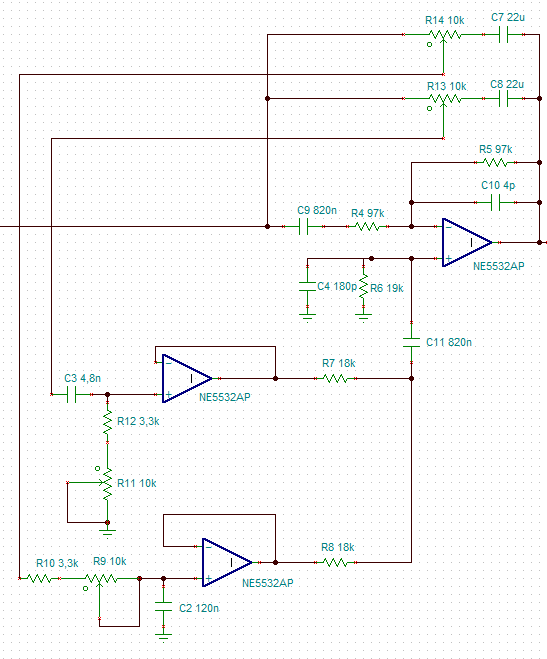 C7 22u
R14 10k
C8 22u
R13 10k
R5 97k
C10 4p
C9 820n
R4 97k
NE5532AP
C4 180p
R6 19k
C11 820n
R7 18k
C3 4,8n
NE5532AP
R12 3,3k
R11 10k
R8 18k
R10 3,3k
R9 10k
NE5532AP
C2 120n